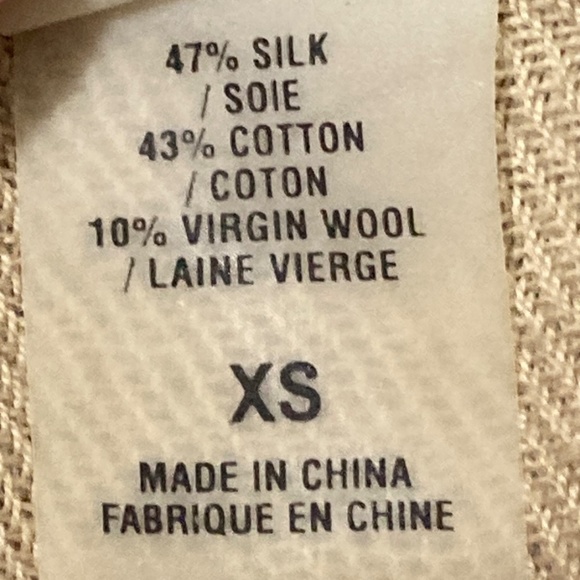 47% SILK
/ SOIE
43% COTTON
/ COTON
10% VIRGIN WOOL
/ LAINE VIERGE
XS
MADE IN CHINA
FABRIQUE EN CHINE